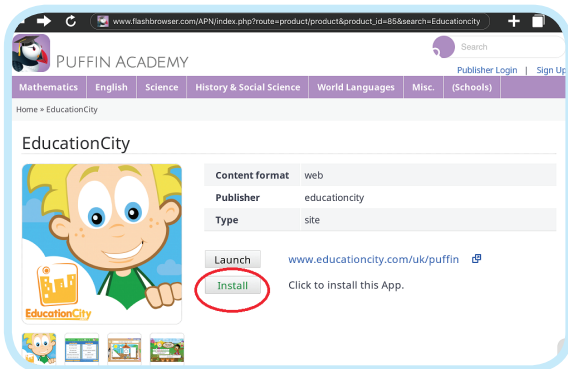 www.flashbrowser.com/APN/index.php?route=product/product&product_id=85&search=Educationcity
PUFFIN ACADEMY
Search
Publisher Login | Sign Up
Mathematics English Science History & Social Science World Languages Misc. (Schools)
Home » EducationCity
EducationCity
Content format web
Publisher educationcity
Type site
Launch www.educationcity.com/uk/puffin
Install Click to install this App.
EducationCity